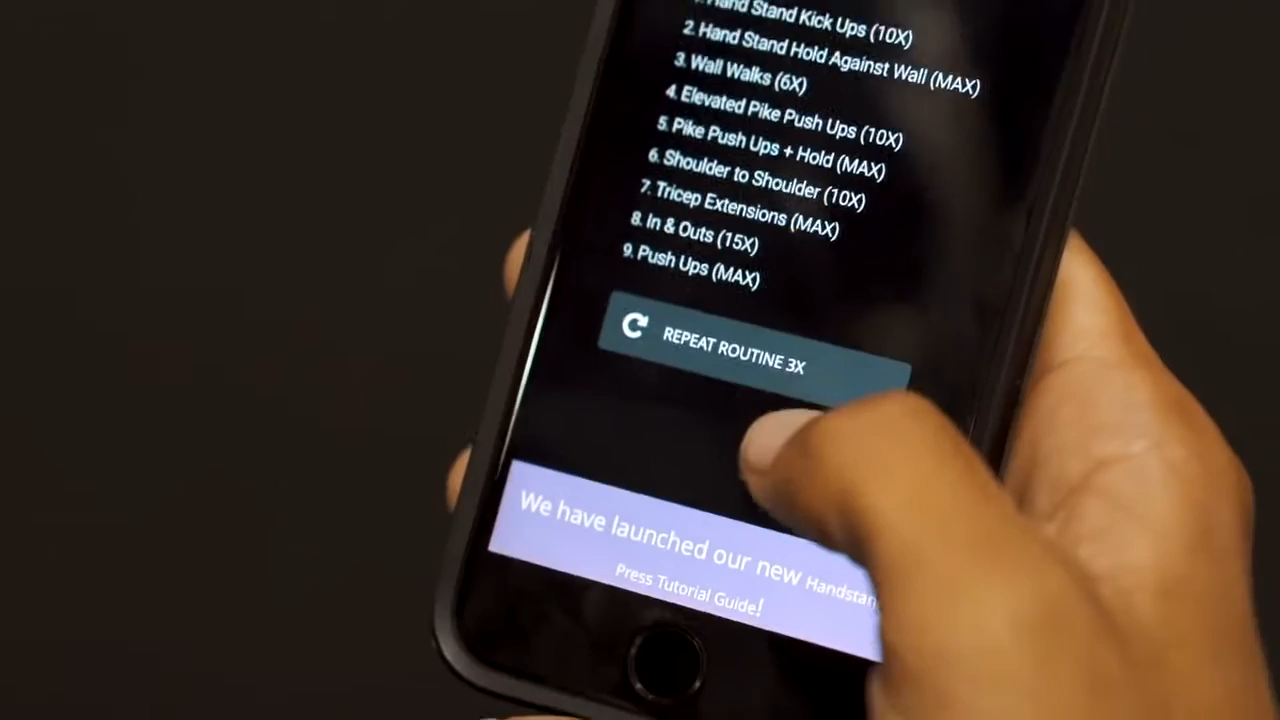 1. Hand Stand Kick Ups (10X)
2. Hand Stand Hold Against Wall (MAX)
3. Wall Walks (6X)
4. Elevated Pike Push Ups (10X)
5. Pike Push Ups + Hold (MAX)
6. Shoulder to Shoulder (10X)
7. Tricep Extensions (MAX)
8. In & Outs (15X)
9. Push Ups (MAX)
REPEAT ROUTINE 3X
We have launched our new
Press Tutorial Guide!